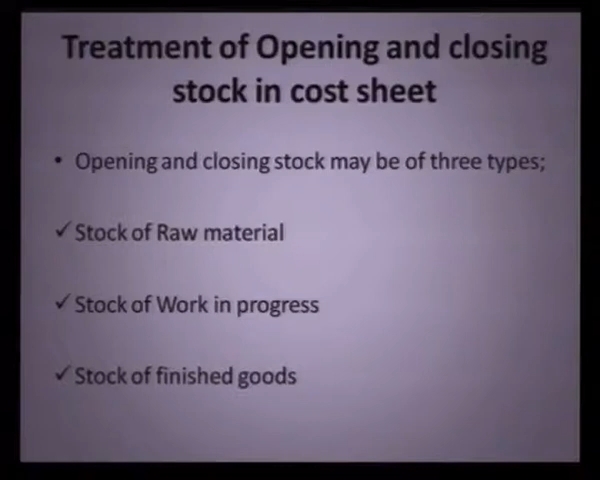 Treatment of Opening and closing
stock in cost sheet
• Opening and closing stock may be of three types;
✓ Stock of Raw material
✓ Stock of Work in progress
✓ Stock of finished goods